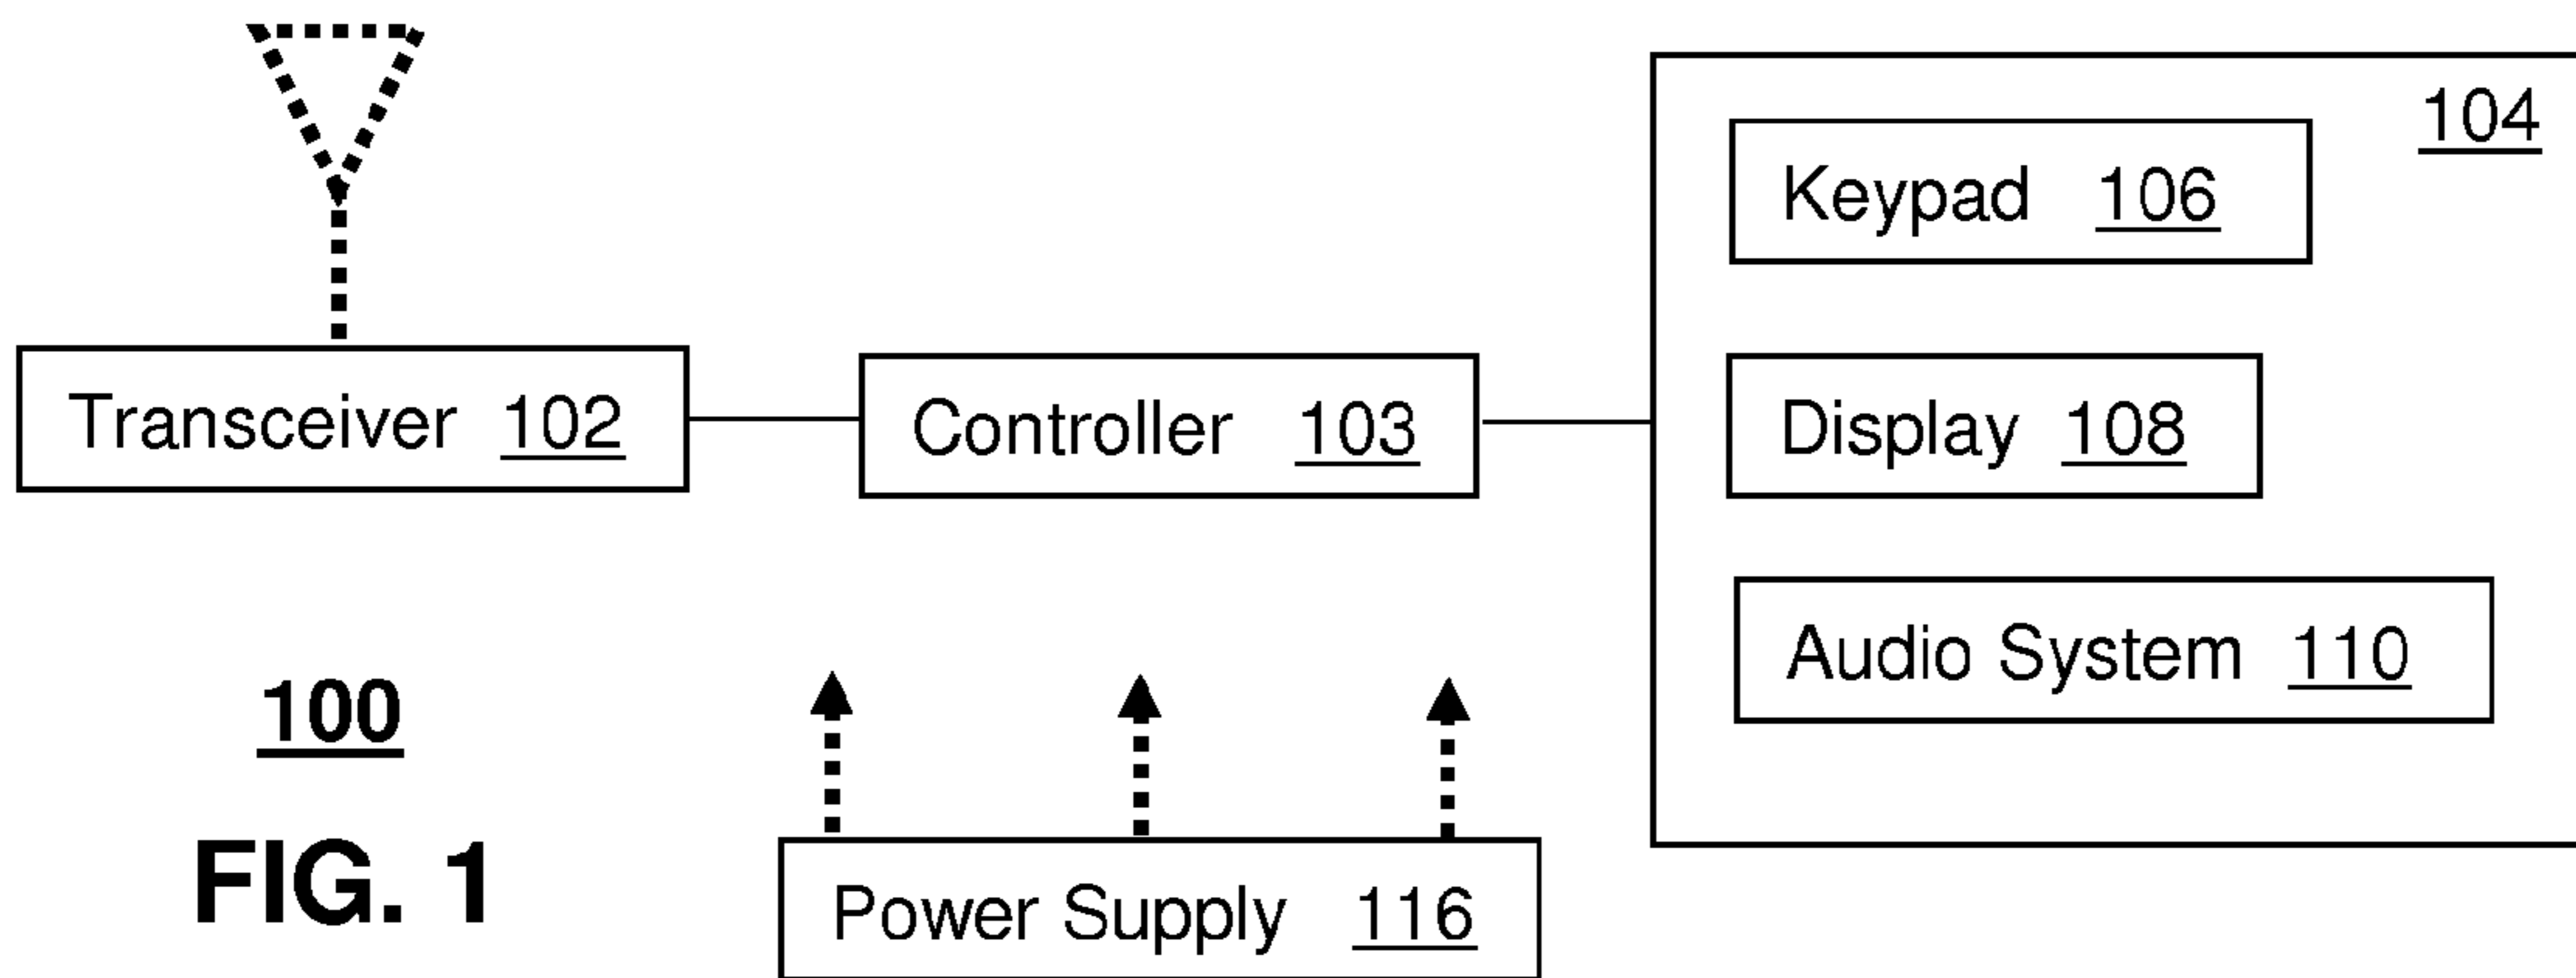 104
Keypad 106
Transceiver 102
Controller 103
Display 108
Audio System 110
100
FIG. 1
Power Supply 116